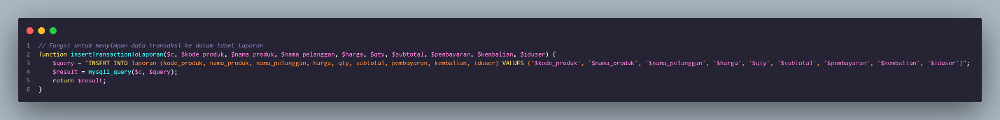 1 // Fungsi untuk menyimpan data transaksi ke dalam tabel laporan
2 function insertTransactionToLaporan($c, $kode_produk, $nama_produk, $nama_pelanggan, $harga, $qty, $subtotal, $pembayaran, $kembalian, $iduser) {
3 $query = "INSERT INTO laporan (kode_produk, nama_produk, nama_pelanggan, harga, qty, subtotal, pembayaran, kembalian, iduser) VALUES ('$kode_produk', '$nama_produk', '$nama_pelanggan', '$harga', '$qty', '$subtotal', '$pembayaran', '$kembalian', '$iduser')";
4 $result = mysqli_query($c, $query);
5 return $result;
6 }